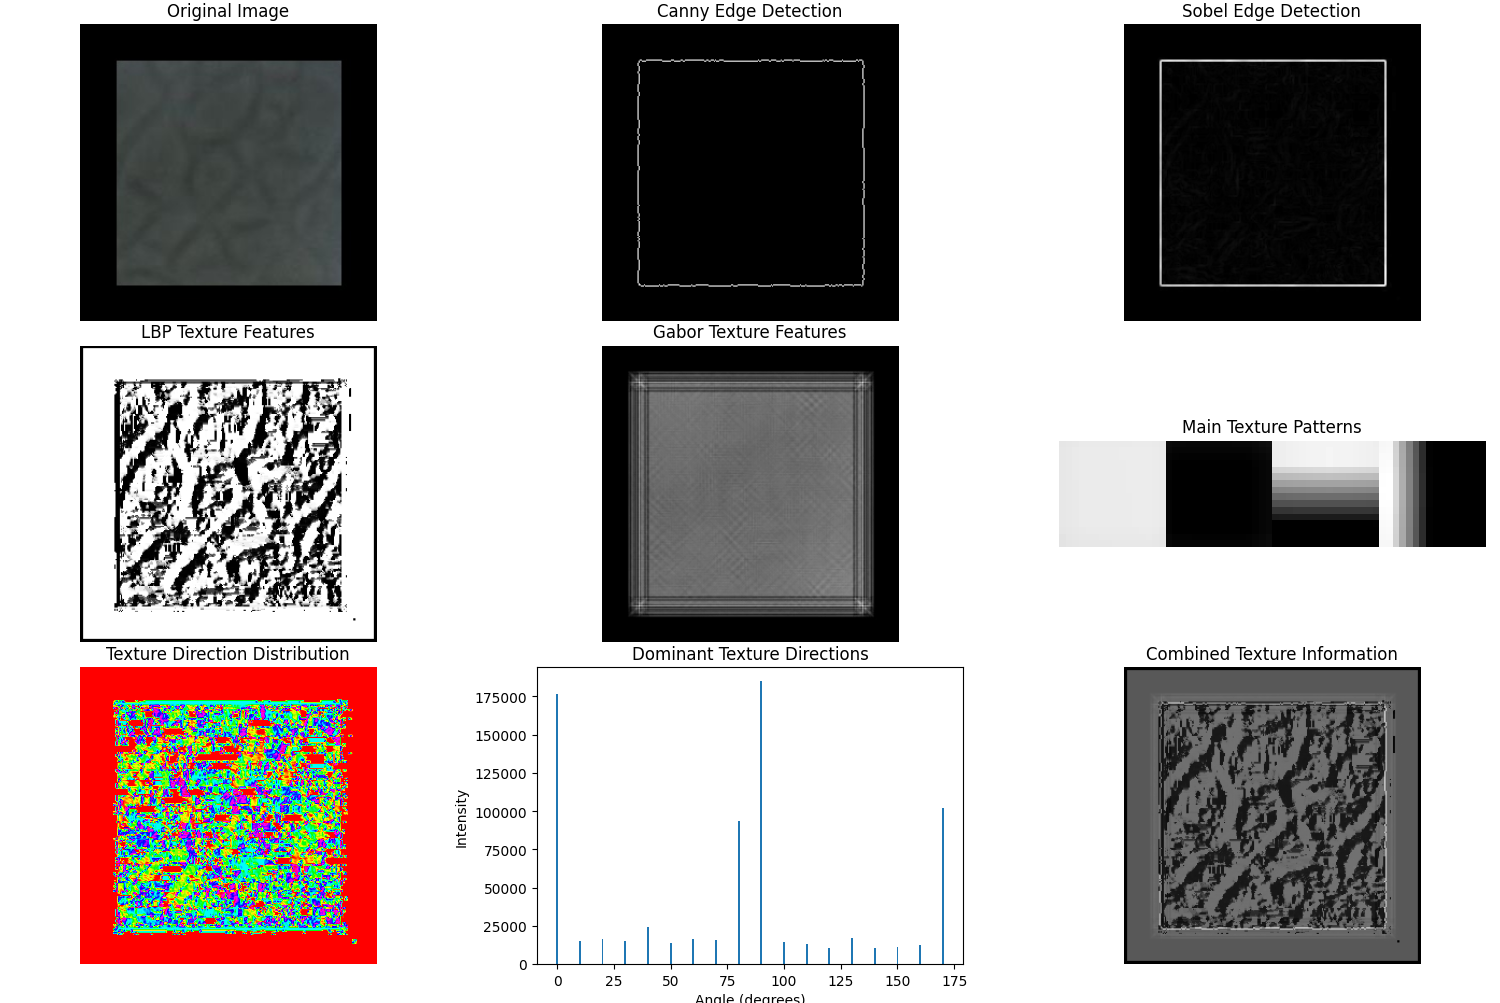 Original Image
Canny Edge Detection
Sobel Edge Detection
LBP Texture Features
Gabor Texture Features
Main Texture Patterns
Texture Direction Distribution
Dominant Texture Directions
Combined Texture Information
Intensity
175000
150000
125000
100000
75000
50000
25000
0
0 25 50 75 100 125 150 175
Angle (degrees)